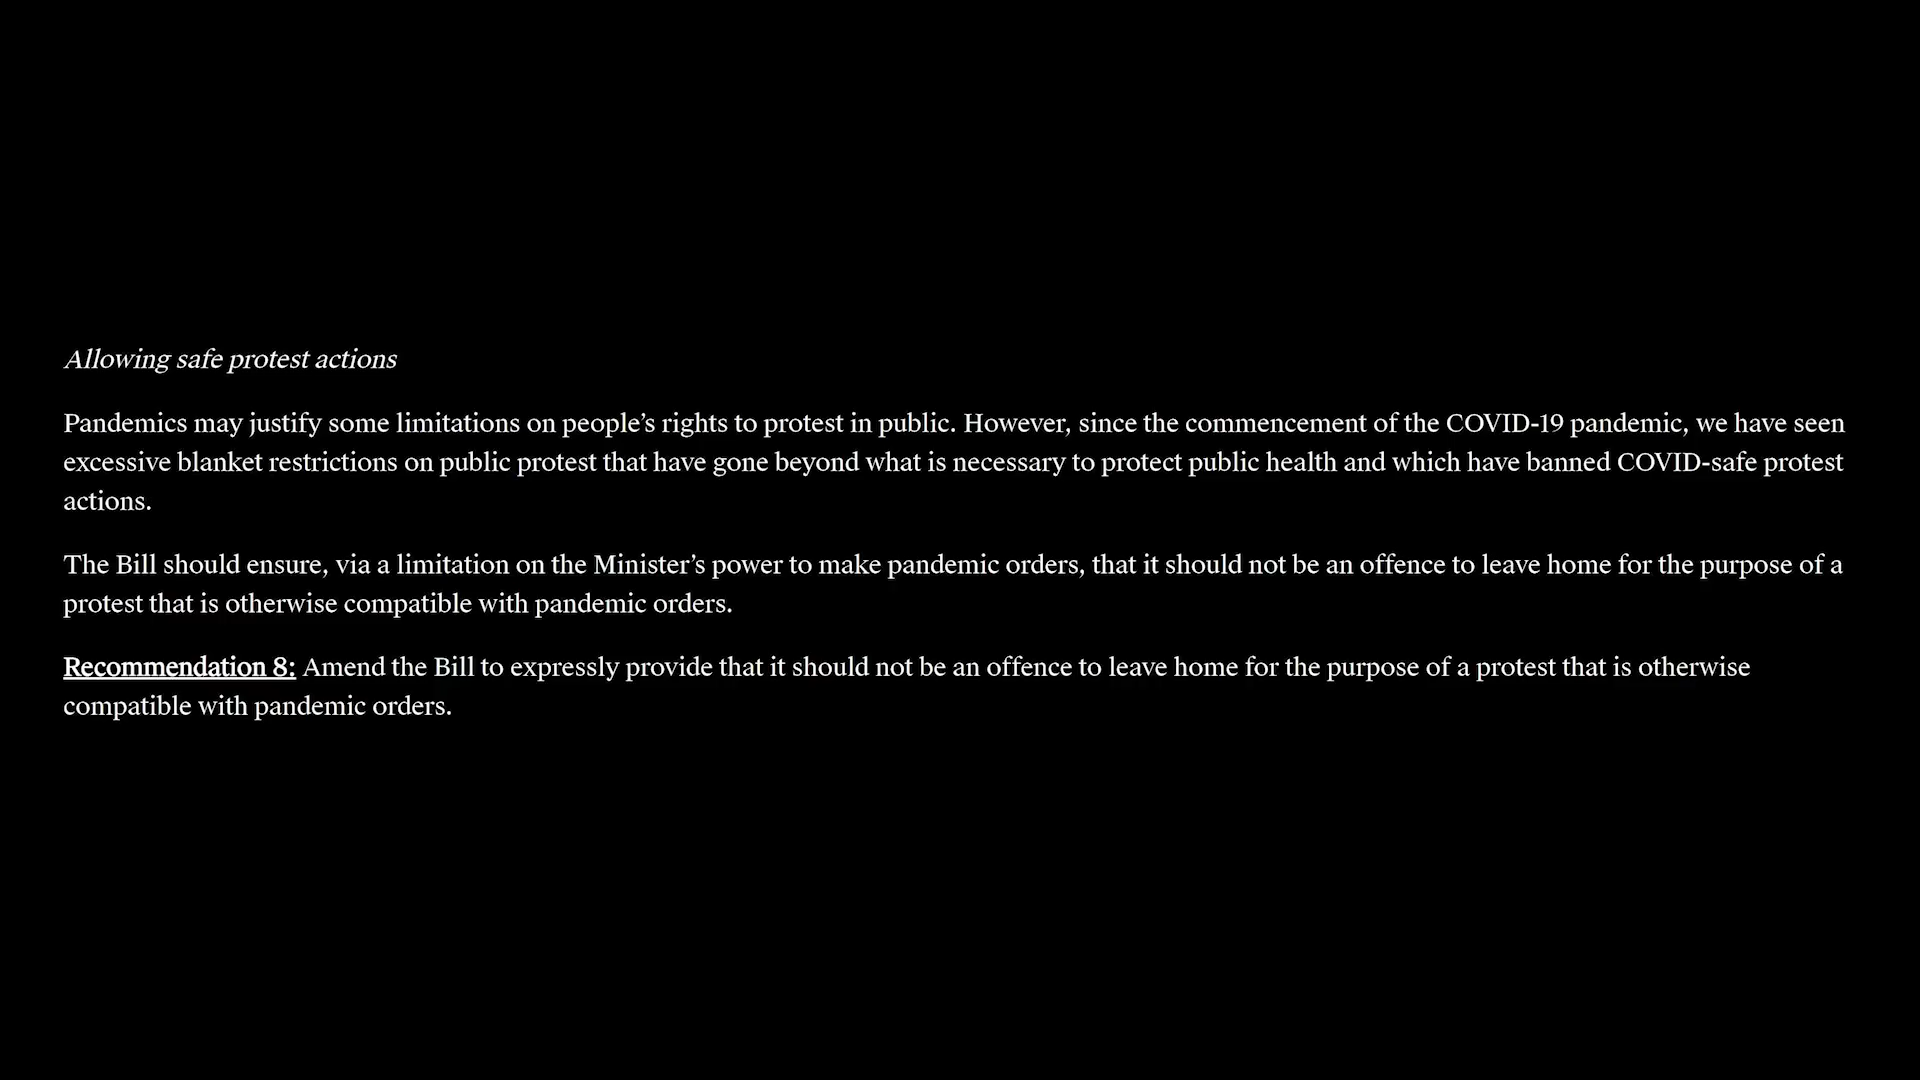 Allowing safe protest actions
Pandemics may justify some limitations on people’s rights to protest in public. However, since the commencement of the COVID-19 pandemic, we have seen
excessive blanket restrictions on public protest that have gone beyond what is necessary to protect public health and which have banned COVID-safe protest
actions.
The Bill should ensure, via a limitation on the Minister’s power to make pandemic orders, that it should not be an offence to leave home for the purpose of a
protest that is otherwise compatible with pandemic orders.
Recommendation 8: Amend the Bill to expressly provide that it should not be an offence to leave home for the purpose of a protest that is otherwise
compatible with pandemic orders.